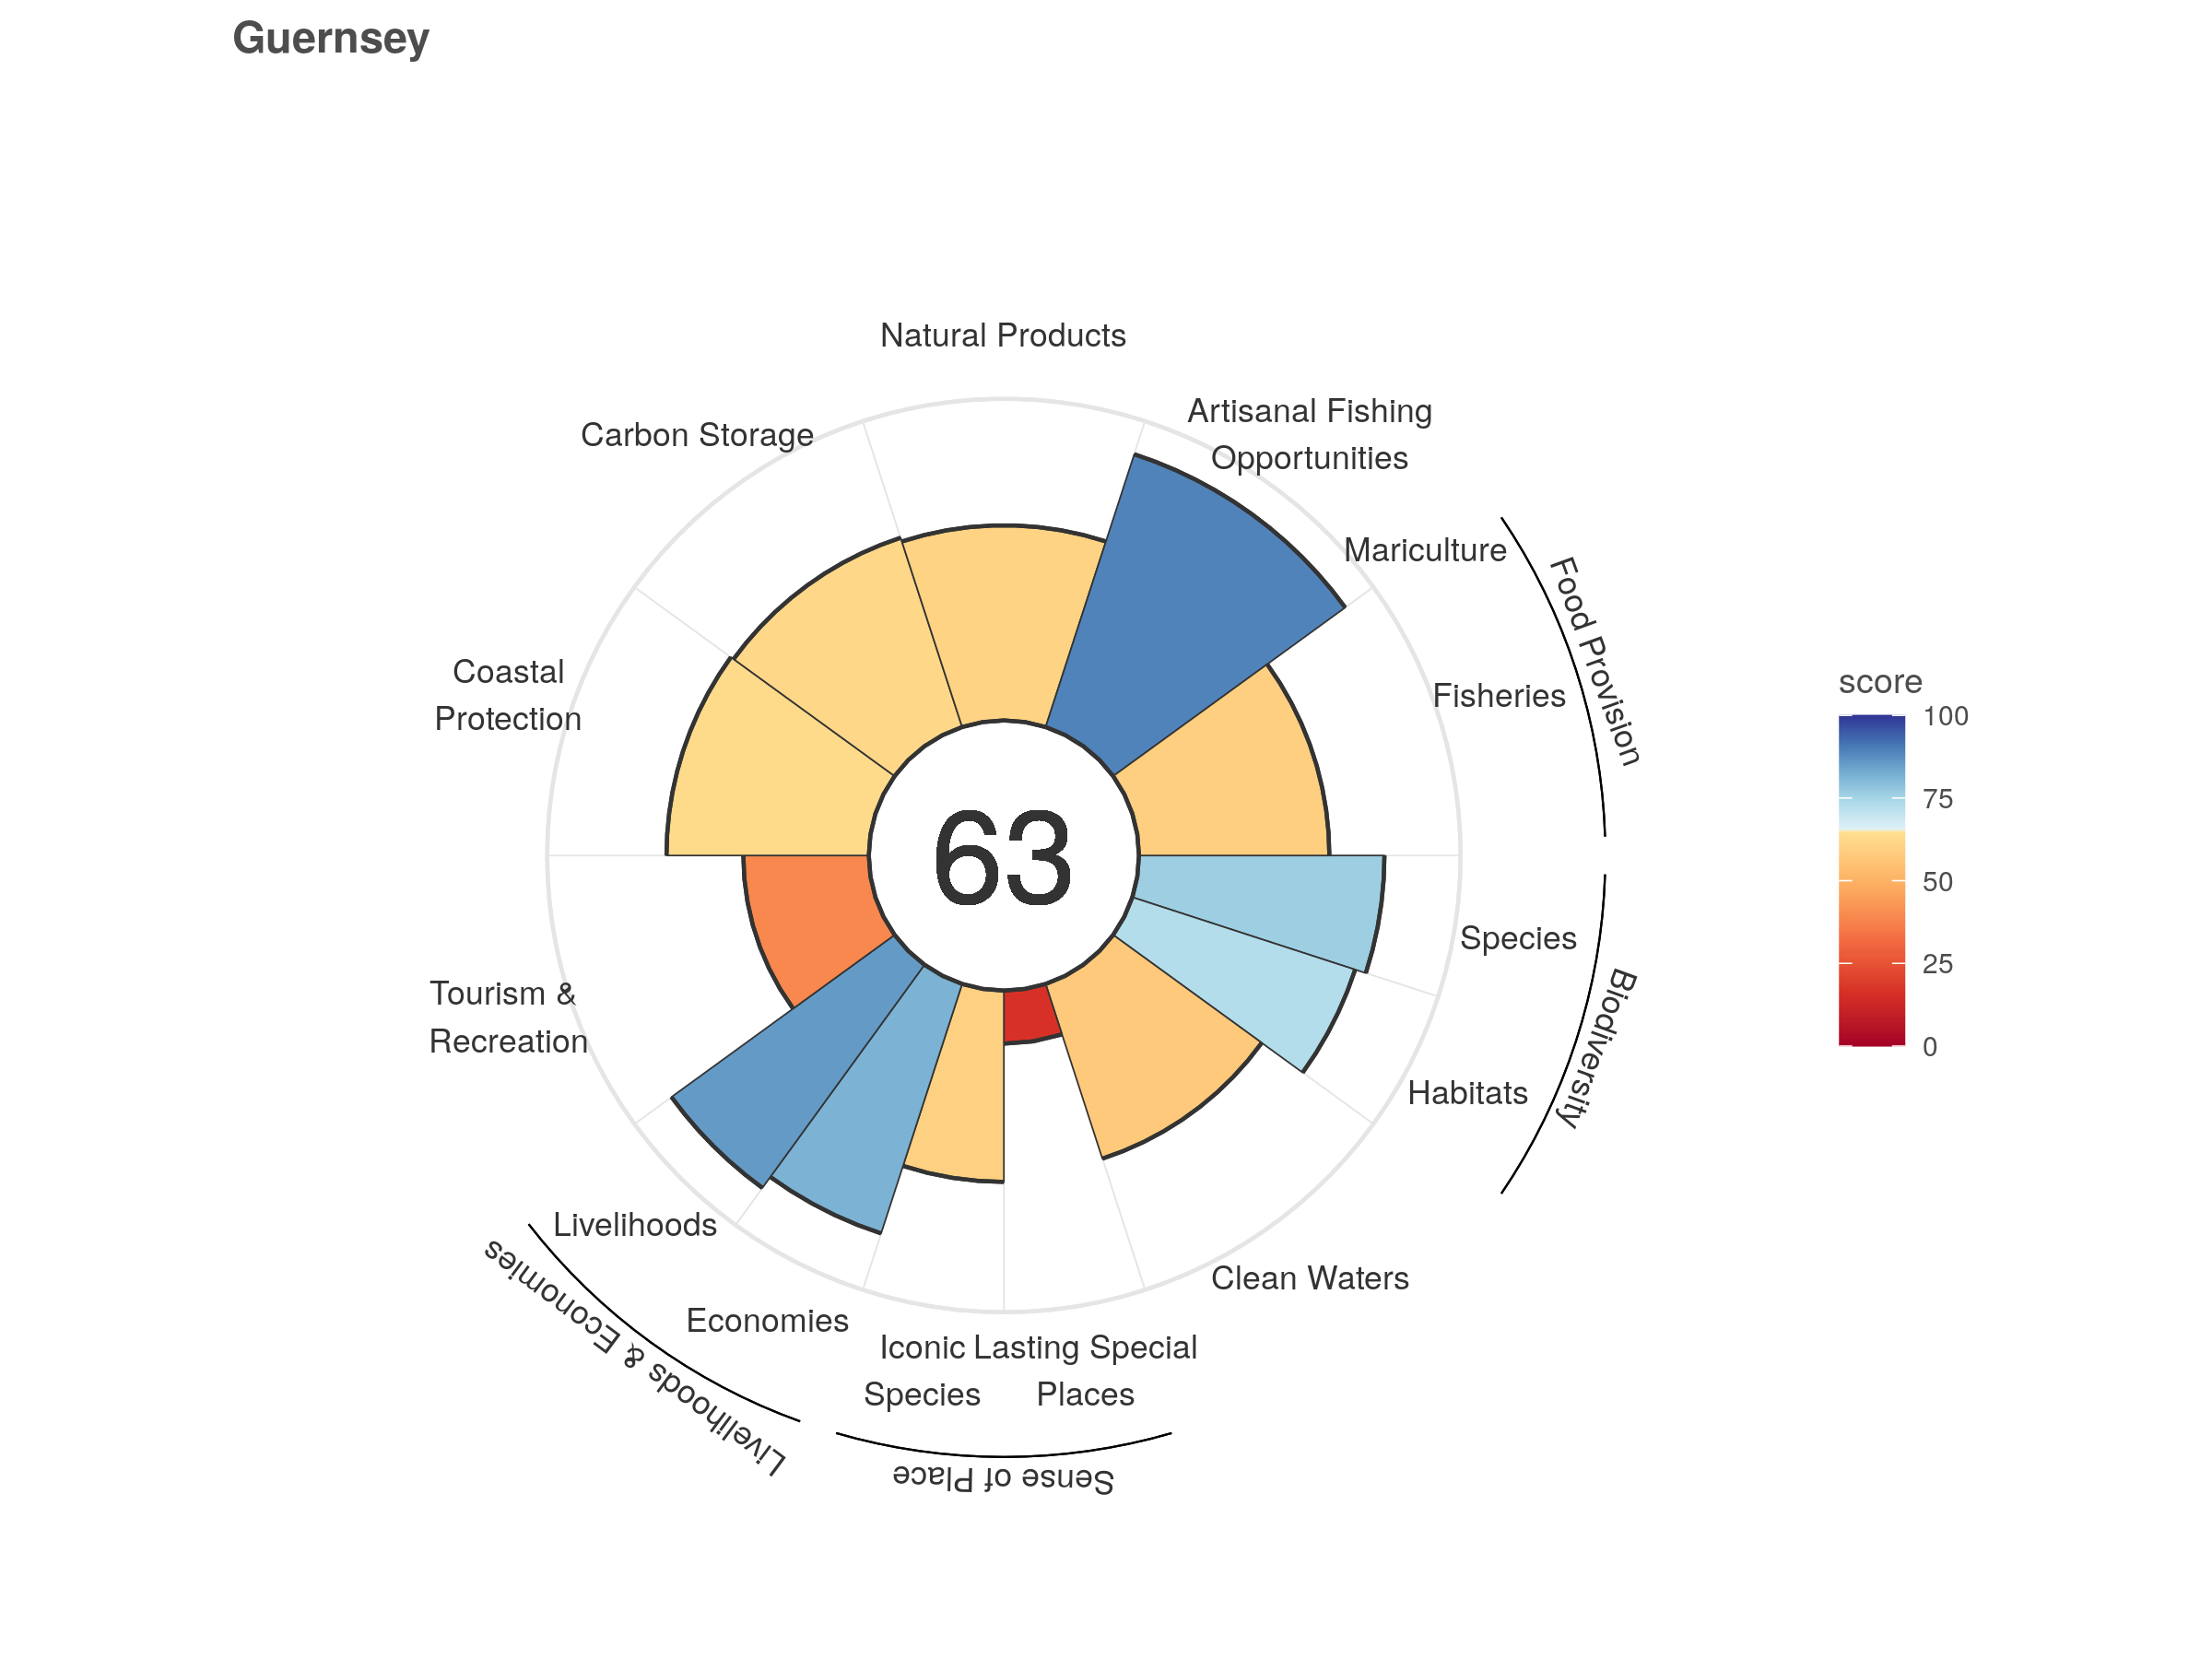 Guernsey
Natural Products
Artisanal Fishing
Opportunities
Carbon Storage
Mariculture
Food Provision
Fisheries
Coastal
Protection
score
100
75
50
25
0
63
Species
Biodiversity
Habitats
Tourism &
Recreation
Livelihoods
Livelihoods & Economies
Economies
Clean Waters
Iconic
Species
Lasting Special
Places
Sense of Place